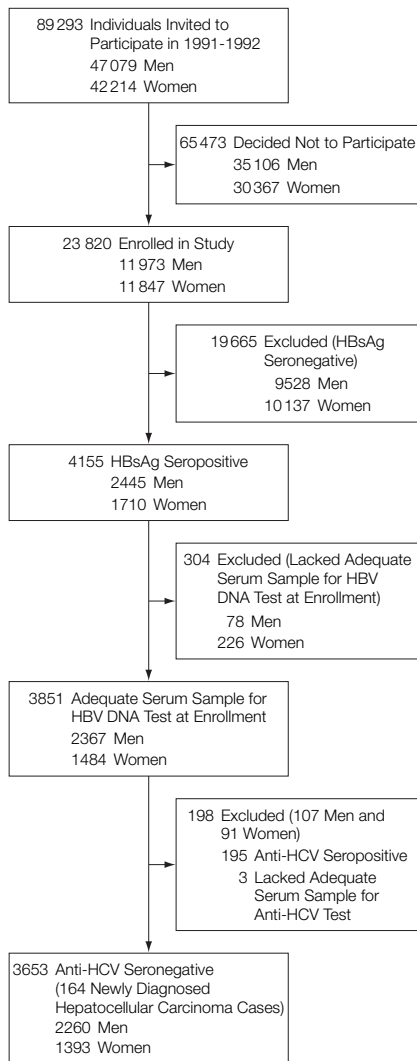 89 293 Individuals Invited to
Participate in 1991-1992
47 079 Men
42 214 Women
65 473 Decided Not to Participate
35 106 Men
30 367 Women
23 820 Enrolled in Study
11 973 Men
11 847 Women
19 665 Excluded (HBsAg
Seronegative)
9528 Men
10 137 Women
4155 HBsAg Seropositive
2445 Men
1710 Women
304 Excluded (Lacked Adequate
Serum Sample for HBV
DNA Test at Enrollment)
78 Men
226 Women
3851 Adequate Serum Sample for
HBV DNA Test at Enrollment
2367 Men
1484 Women
198 Excluded (107 Men and
91 Women)
195 Anti-HCV Seropositive
3 Lacked Adequate
Serum Sample for
Anti-HCV Test
3653 Anti-HCV Seronegative
(164 Newly Diagnosed
Hepatocellular Carcinoma Cases)
2260 Men
1393 Women